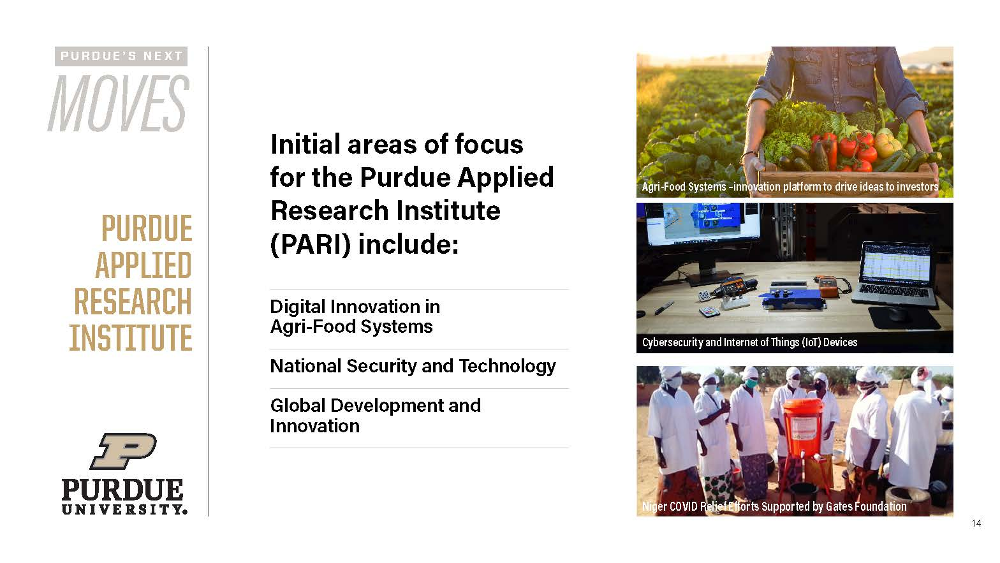 PURDUE'S NEXT
MOVES
PURDUE
APPLIED
RESEARCH
INSTITUTE
PURDUE
UNIVERSITY.
Initial areas of focus
for the Purdue Applied
Research Institute
(PARI) include:
Digital Innovation in
Agri-Food Systems
National Security and Technology
Global Development and
Innovation
Agri-Food Systems –innovation platform to drive ideas to investors
Cybersecurity and Internet of Things (IoT) Devices
Niger COVID Relief Efforts Supported by Gates Foundation
14